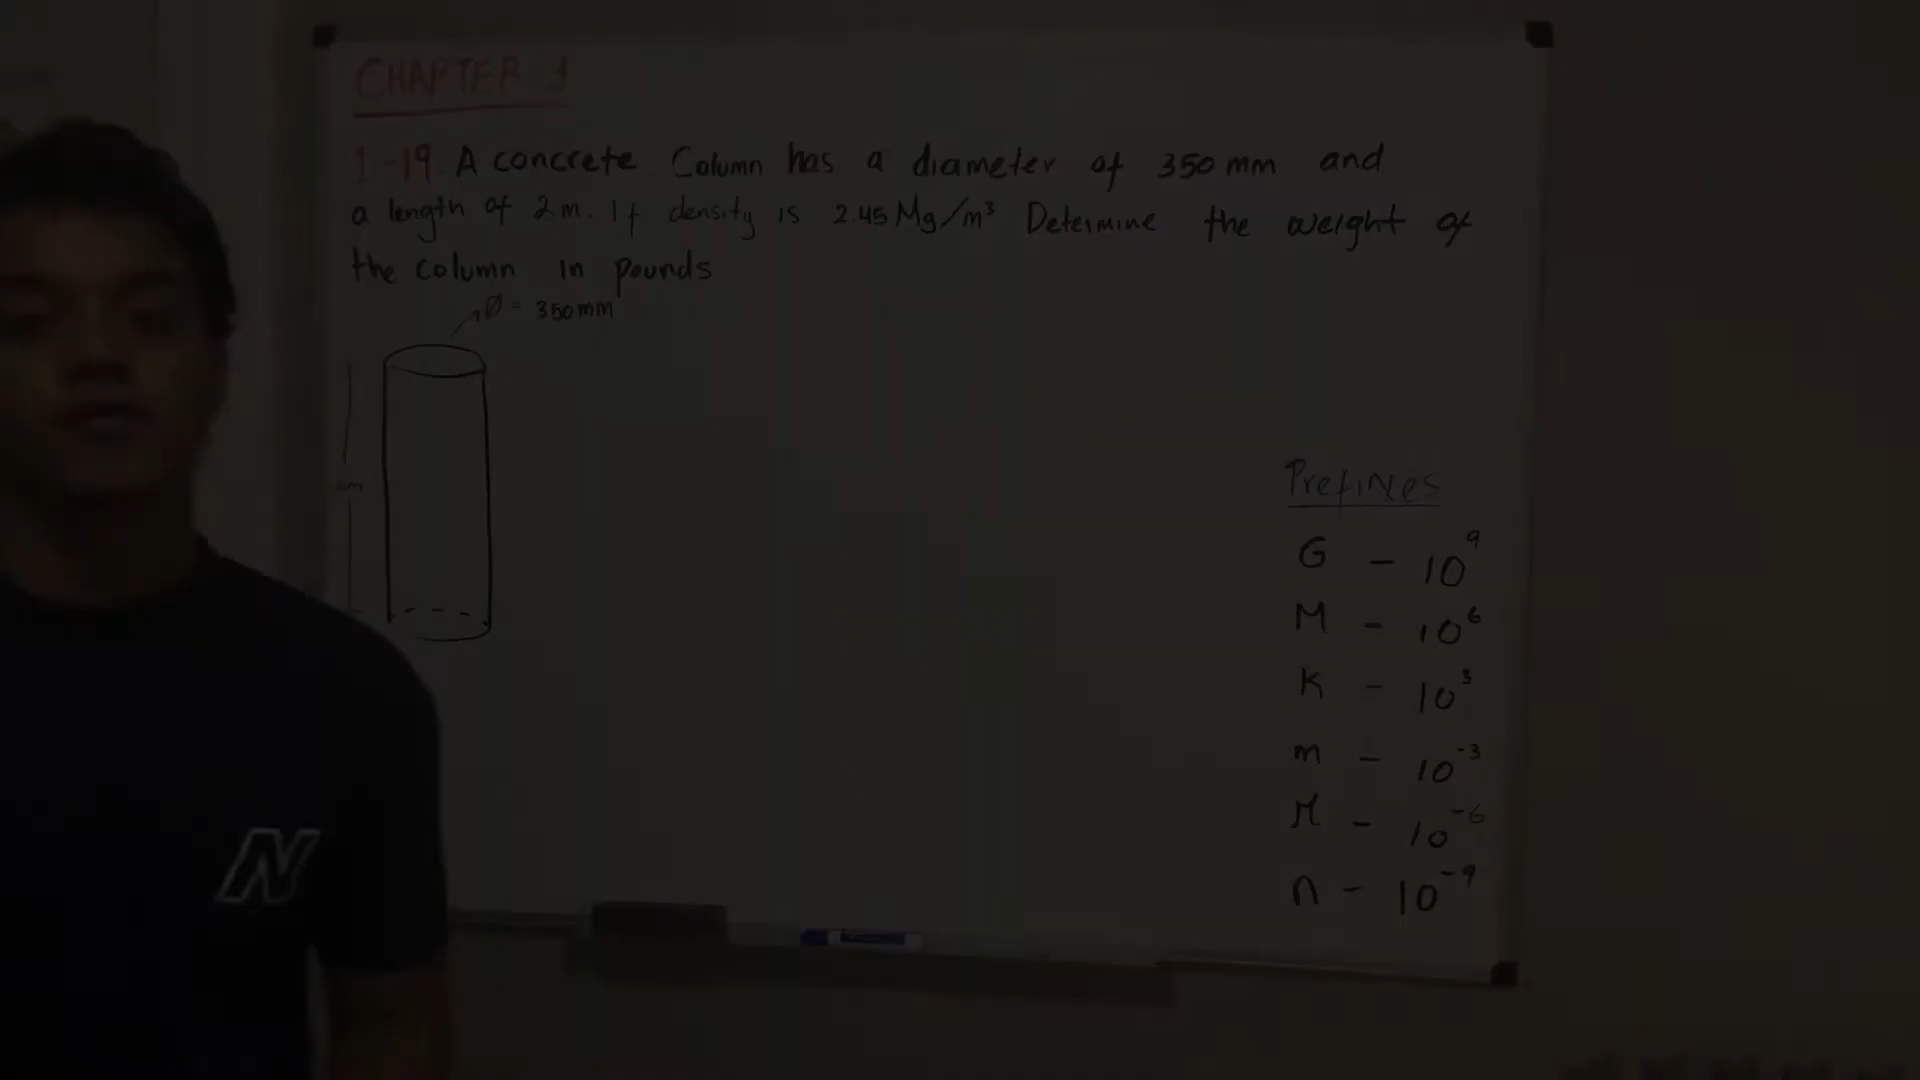 CHAPTER 1
1-19 A concrete Column has a diameter of 350 mm and
a length of 2m. If density is 2.45 Mg/m³ Determine the weight of
the column in pounds
Ø = 350mm
2m
Prefixes
G - 10⁹
M - 10⁶
K - 10³
m - 10⁻³
μ - 10⁻⁶
n - 10⁻⁹
N